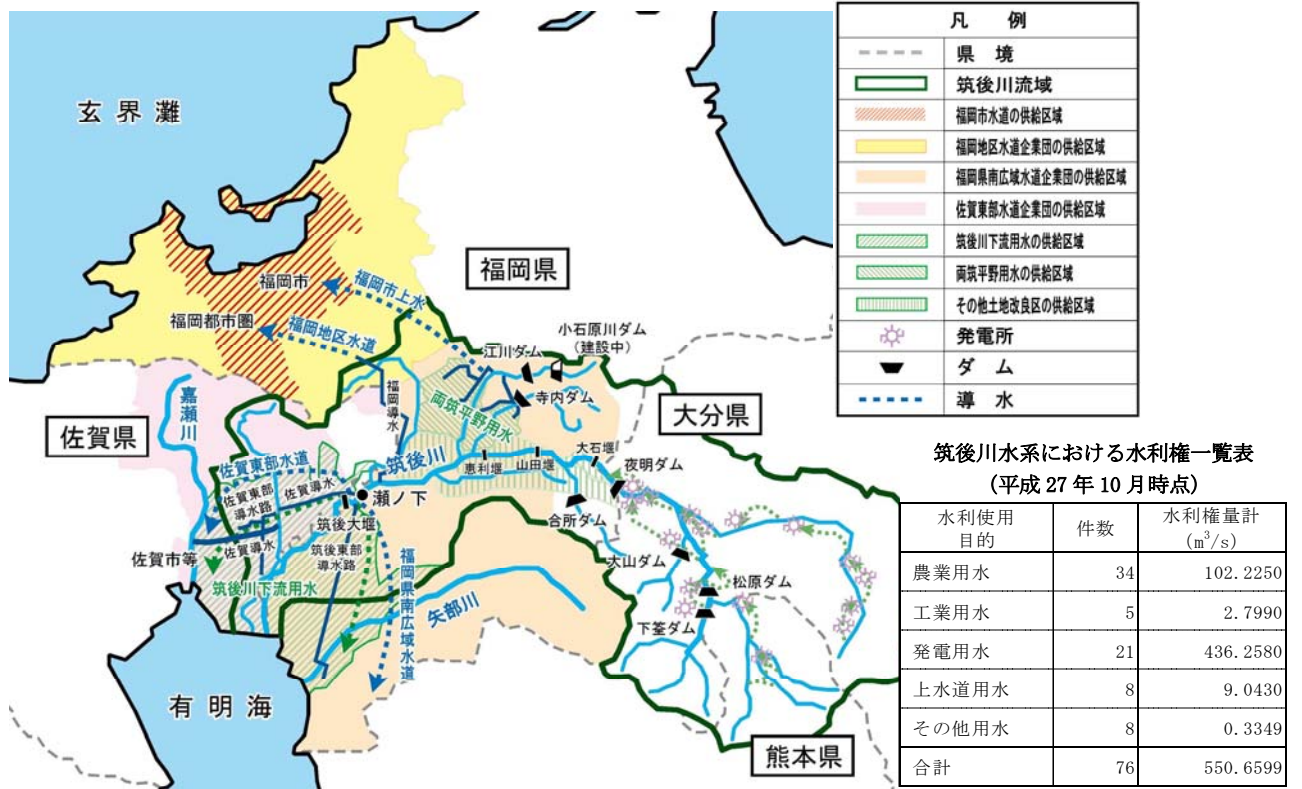 玄界灘
福岡県
福岡市
福岡市上水
福岡都市圏
福岡地区水道
小石原川ダム
(建設中)
江川ダム
寺内ダム
福岡導水
両筑平野用水
嘉瀬川
佐賀県
大分県
佐賀東部水道
筑後川
恵利堰
山田堰
大石堰
夜明ダム
佐賀東部
導水路
佐賀導水
瀬ノ下
筑後大堰
合所ダム
佐賀市等
佐賀導水
筑後東部
導水路
大山ダム
松原ダム
筑後川下流用水
福岡県南広域水道
矢部川
下筌ダム
有明海
熊本県
凡 例
県 境
筑後川流域
福岡市水道の供給区域
福岡地区水道企業団の供給区域
福岡県南広域水道企業団の供給区域
佐賀東部水道企業団の供給区域
筑後川下流用水の供給区域
両筑平野用水の供給区域
その他土地改良区の供給区域
発電所
ダ ム
導 水
筑後川水系における水利権一覧表
(平成 27 年 10 月時点)
水利使用
目的 件数 水利権量計
(m³/s)
農業用水 34 102.2250
工業用水 5 2.7990
発電用水 21 436.2580
上水道用水 8 9.0430
その他用水 8 0.3349
合計 76 550.6599